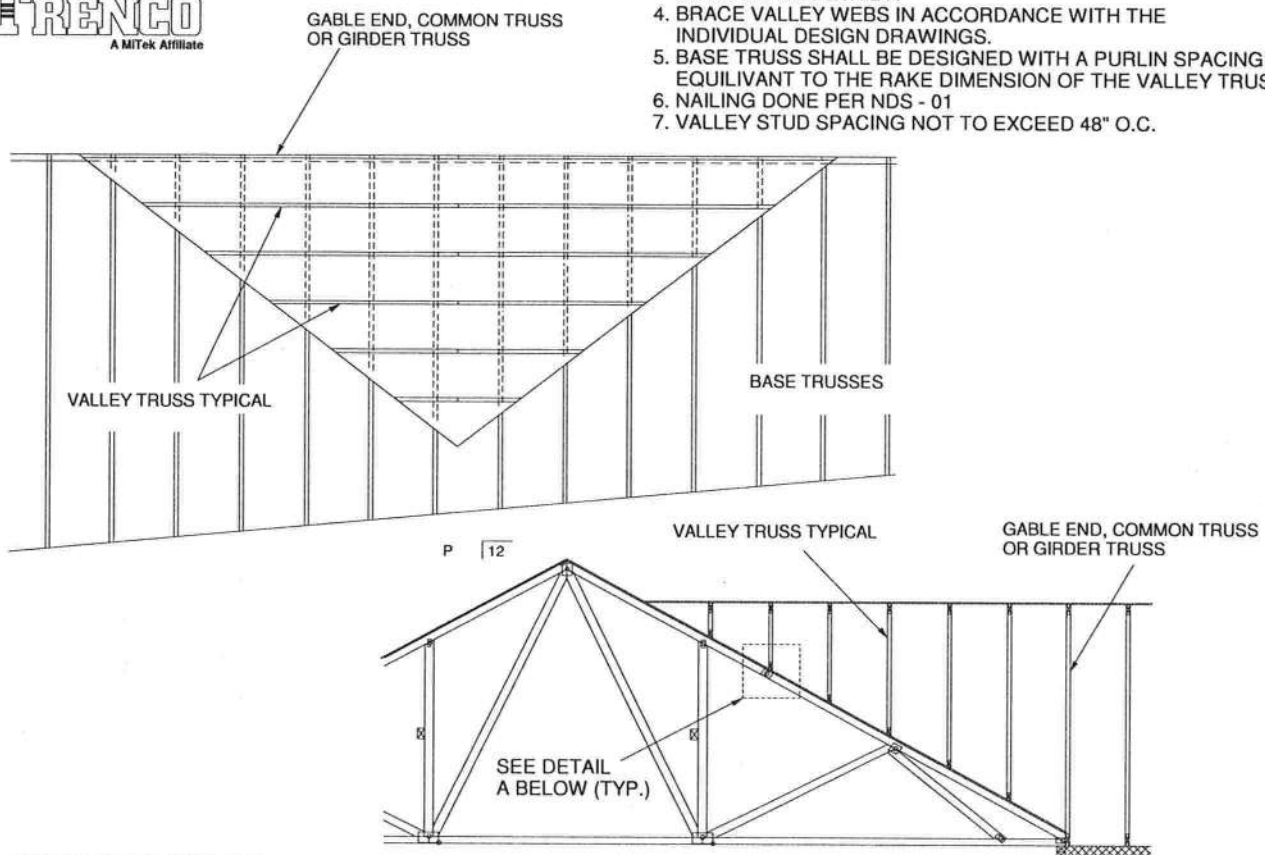 TRENCO
A MiTek Affiliate
GABLE END, COMMON TRUSS
OR GIRDER TRUSS
4. BRACE VALLEY WEBS IN ACCORDANCE WITH THE
INDIVIDUAL DESIGN DRAWINGS.
5. BASE TRUSS SHALL BE DESIGNED WITH A PURLIN SPACING
EQUILIVANT TO THE RAKE DIMENSION OF THE VALLEY TRUS
6. NAILING DONE PER NDS - 01
7. VALLEY STUD SPACING NOT TO EXCEED 48" O.C.
VALLEY TRUSS TYPICAL
BASE TRUSSES
P 12
VALLEY TRUSS TYPICAL
GABLE END, COMMON TRUSS
OR GIRDER TRUSS
SEE DETAIL
A BELOW (TYP.)